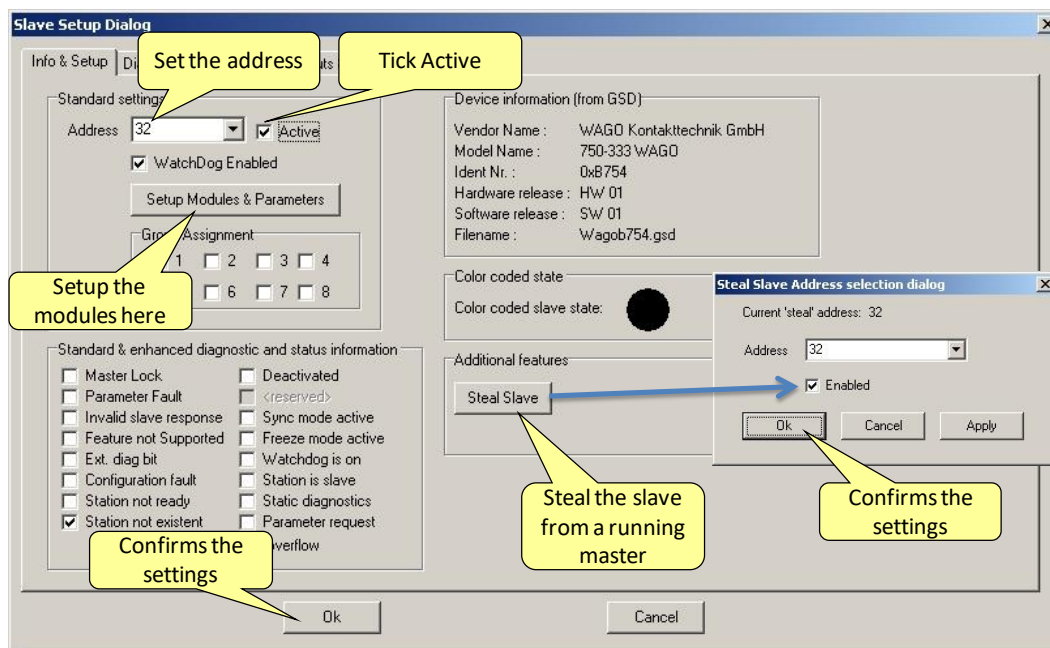 Slave Setup Dialog
Info & Setup
Di
uts
Set the address
Tick Active
Standard settings
Address 32
Active
WatchDog Enabled
Setup Modules & Parameters
Group Assignment
1 2 3 4
6 7 8
Setup the
modules here
Device information (from GSD)
Vendor Name : WAGO Kontakttechnik GmbH
Model Name : 750-333 WAGO
Ident Nr. : 0xB754
Hardware release : HW 01
Software release : SW 01
Filename : Wagob754.gsd
Color coded state
Color coded slave state:
Standard & enhanced diagnostic and status information
Master Lock Deactivated
Parameter Fault <reserved>
Invalid slave response Sync mode active
Feature not Supported Freeze mode active
Ext. diag bit Watchdog is on
Configuration fault Station is slave
Station not ready Static diagnostics
Station not existent Parameter request
overflow
Confirms the
settings
Additional features
Steal Slave
Steal the slave
from a running
master
Steal Slave Address selection dialog
Current 'steal' address: 32
Address 32
Enabled
Ok Cancel Apply
Confirms the
settings
Ok Cancel